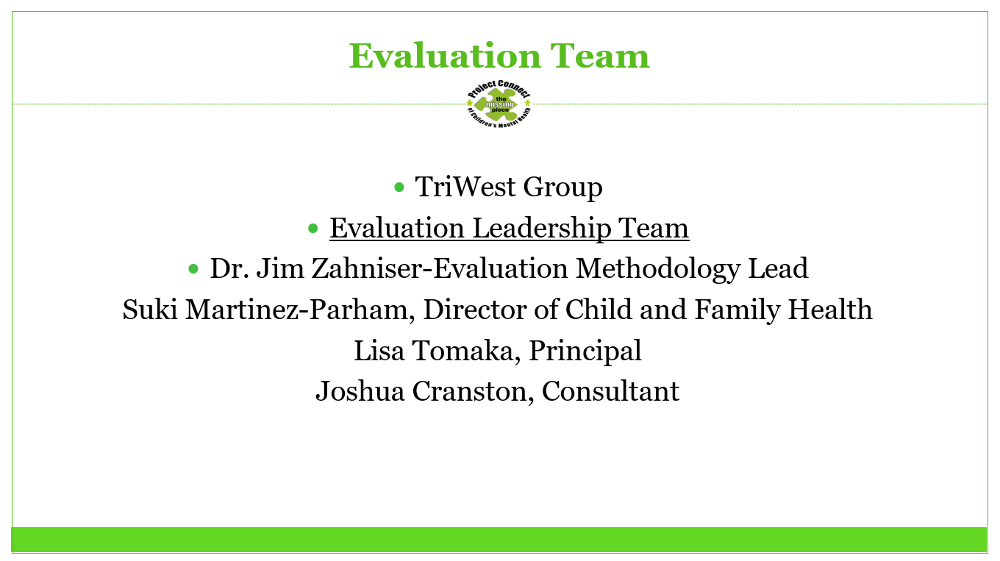 Evaluation Team
Project Connect
the
missing
piece
of Children's Mental Health
• TriWest Group
• Evaluation Leadership Team
• Dr. Jim Zahniser-Evaluation Methodology Lead
Suki Martinez-Parham, Director of Child and Family Health
Lisa Tomaka, Principal
Joshua Cranston, Consultant